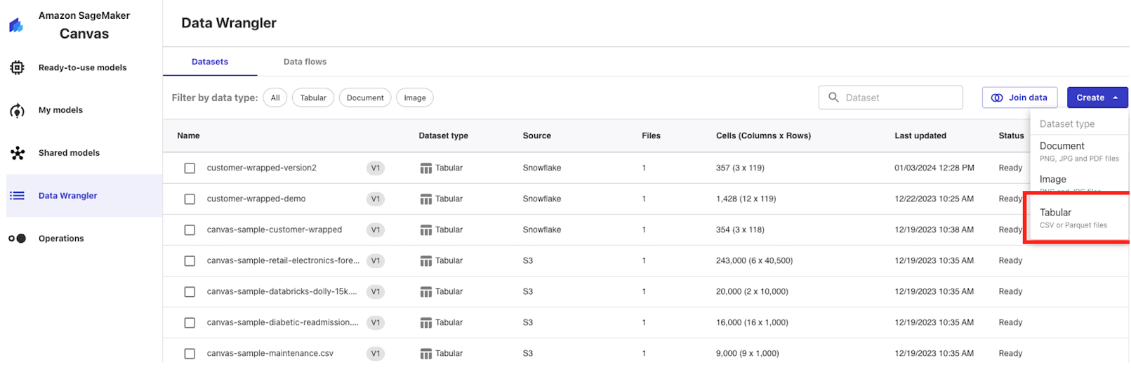 Amazon SageMaker
Canvas
Ready-to-use models
My models
Shared models
Data Wrangler
Operations
Data Wrangler
Datasets Data flows
Filter by data type: All Tabular Document Image Dataset Join data Create
Dataset type
Document
PNG, JPG and PDF files
Image
PNG and JPG files
Tabular
CSV or Parquet files
Name Dataset type Source Files Cells (Columns x Rows) Last updated Status
customer-wrapped-version2 V1 Tabular Snowflake 1 357 (3 x 119) 01/03/2024 12:28 PM Ready
customer-wrapped-demo V1 Tabular Snowflake 1 1,428 (12 x 119) 12/22/2023 10:25 AM Ready
canvas-sample-customer-wrapped V1 Tabular Snowflake 1 354 (3 x 118) 12/19/2023 10:38 AM Ready
canvas-sample-retail-electronics-fore... V1 Tabular S3 1 243,000 (6 x 40,500) 12/19/2023 10:35 AM Ready
canvas-sample-databricks-dolly-15k.... V1 Tabular S3 1 20,000 (2 x 10,000) 12/19/2023 10:35 AM Ready
canvas-sample-diabetic-readmission.... V1 Tabular S3 1 16,000 (16 x 1,000) 12/19/2023 10:35 AM Ready
canvas-sample-maintenance.csv V1 Tabular S3 1 9,000 (9 x 1,000) 12/19/2023 10:35 AM Ready